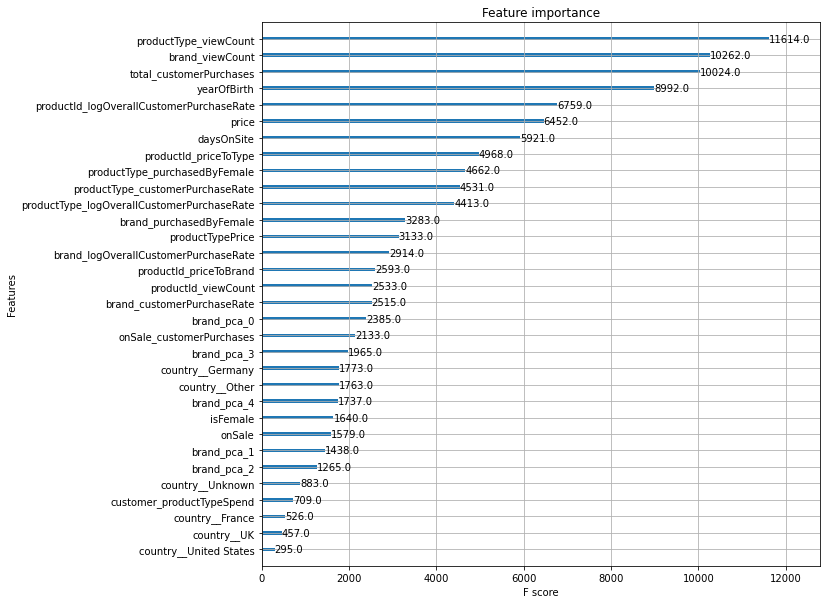 Feature importance
productType_viewCount 11614.0
brand_viewCount 10262.0
total_customerPurchases 10024.0
yearOfBirth 8992.0
productId_logOverallCustomerPurchaseRate 6759.0
price 6452.0
daysOnSite 5921.0
productId_priceToType 4968.0
productType_purchasedByFemale 4662.0
productType_customerPurchaseRate 4531.0
productType_logOverallCustomerPurchaseRate 4413.0
brand_purchasedByFemale 3283.0
productTypePrice 3133.0
brand_logOverallCustomerPurchaseRate 2914.0
productId_priceToBrand 2593.0
productId_viewCount 2533.0
brand_customerPurchaseRate 2515.0
brand_pca_0 2385.0
onSale_customerPurchases 2133.0
brand_pca_3 1965.0
country__Germany 1773.0
country__Other 1763.0
brand_pca_4 1737.0
isFemale 1640.0
onSale 1579.0
brand_pca_1 1438.0
brand_pca_2 1265.0
country__Unknown 883.0
customer_productTypeSpend 709.0
country__France 526.0
country__UK 457.0
country__United States 295.0
Features
0 2000 4000 6000 8000 10000 12000
F score